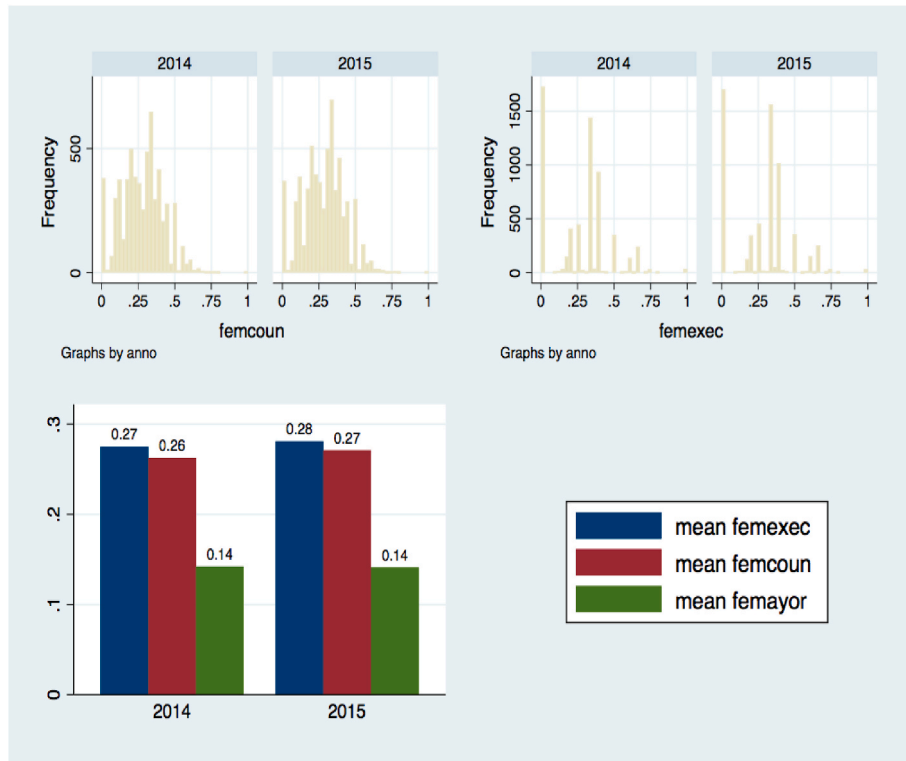 2014 2015
Frequency
500
0
0 .25 .5 .75 1 0 .25 .5 .75 1
femcoun
Graphs by anno
2014 2015
Frequency
1500
1000
500
0
0 .25 .5 .75 1 0 .25 .5 .75 1
femexec
Graphs by anno
.3
.2
.1
0
0.27 0.26 0.14 0.28 0.27 0.14
2014 2015
mean femexec
mean femcoun
mean femayor